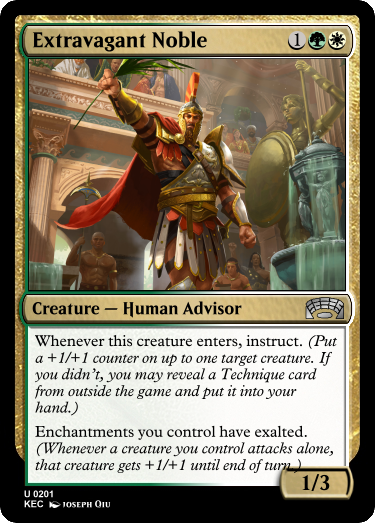 Extravagant Noble 1
Creature — Human Advisor
Whenever this creature enters, instruct. (Put
a +1/+1 counter on up to one target creature. If
you didn't, you may reveal a Technique card
from outside the game and put it into your
hand.)
Enchantments you control have exalted.
(Whenever a creature you control attacks alone,
that creature gets +1/+1 until end of turn.)
1/3
U 0201
KEC JOSEPH QIU